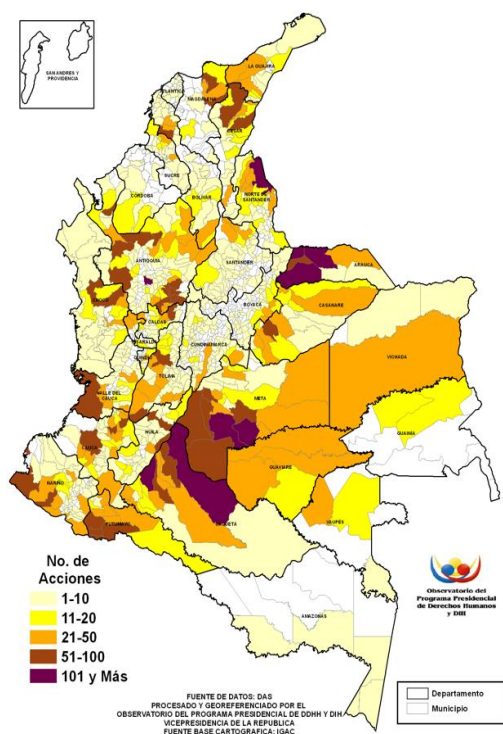 SAN ANDRES Y
PROVIDENCIA
LA GUAJIRA
ATLANTICO
MAGDALENA
CESAR
SUCRE
CORDOBA
BOLIVAR
NORTE DE
SANTANDER
ANTIOQUIA
SANTANDER
ARAUCA
CHOCO
BOYACA
CASANARE
CALDAS
RISARALDA
CUNDINAMARCA
VICHADA
TOLIMA
VALLE DEL
CAUCA
META
GUAINIA
HUILA
CAUCA
GUAVIARE
NARIÑO
VAUPES
CAQUETA
PUTUMAYO
AMAZONAS
No. de
Acciones
1-10
11-20
21-50
51-100
101 y Más
Observatorio del
Programa Presidencial
de Derechos Humanos
y DIH
Departamento
Municipio
FUENTE DE DATOS: DAS
PROCESADO Y GEOREFERENCIADO POR EL
OBSERVATORIO DEL PROGRAMA PRESIDENCIAL DE DDHH Y DIH
VICEPRESIDENCIA DE LA REPUBLICA
FUENTE BASE CARTOGRAFICA: IGAC